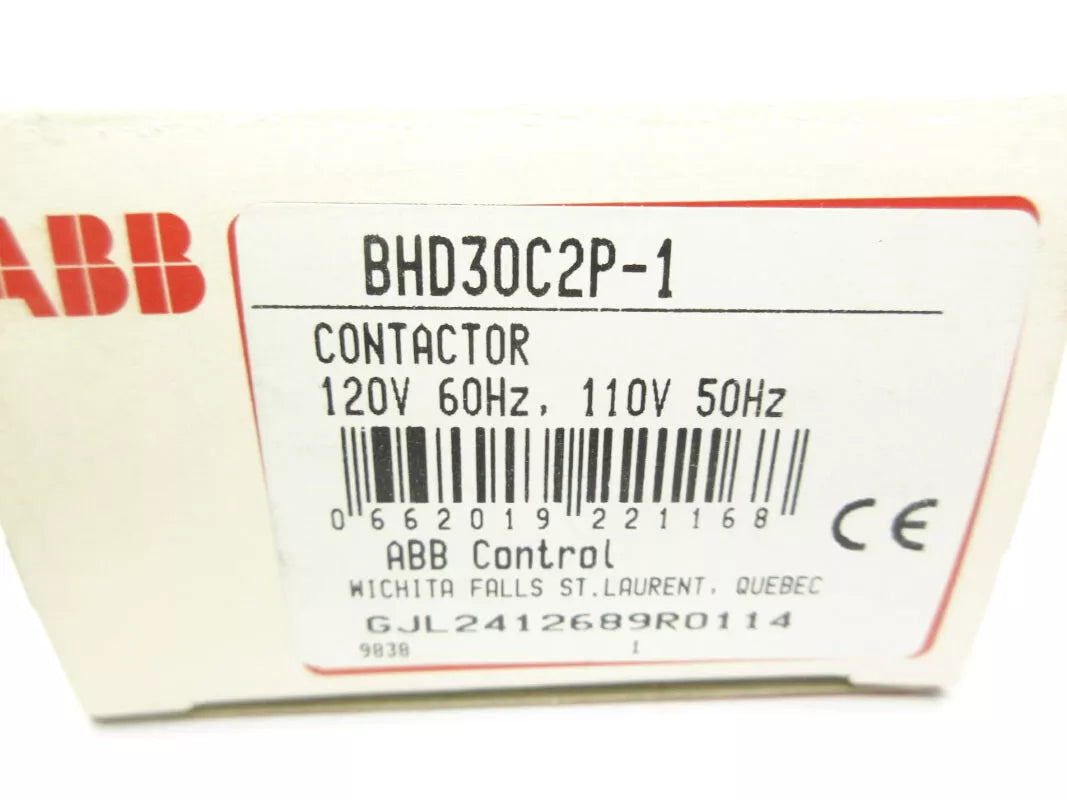 ABB
BHD30C2P-1
CONTACTOR
120V 60Hz, 110V 50Hz
0 662019 221168
CE
ABB Control
WICHITA FALLS ST.LAURENT, QUEBEC
GJL2412689R0114
9838 1